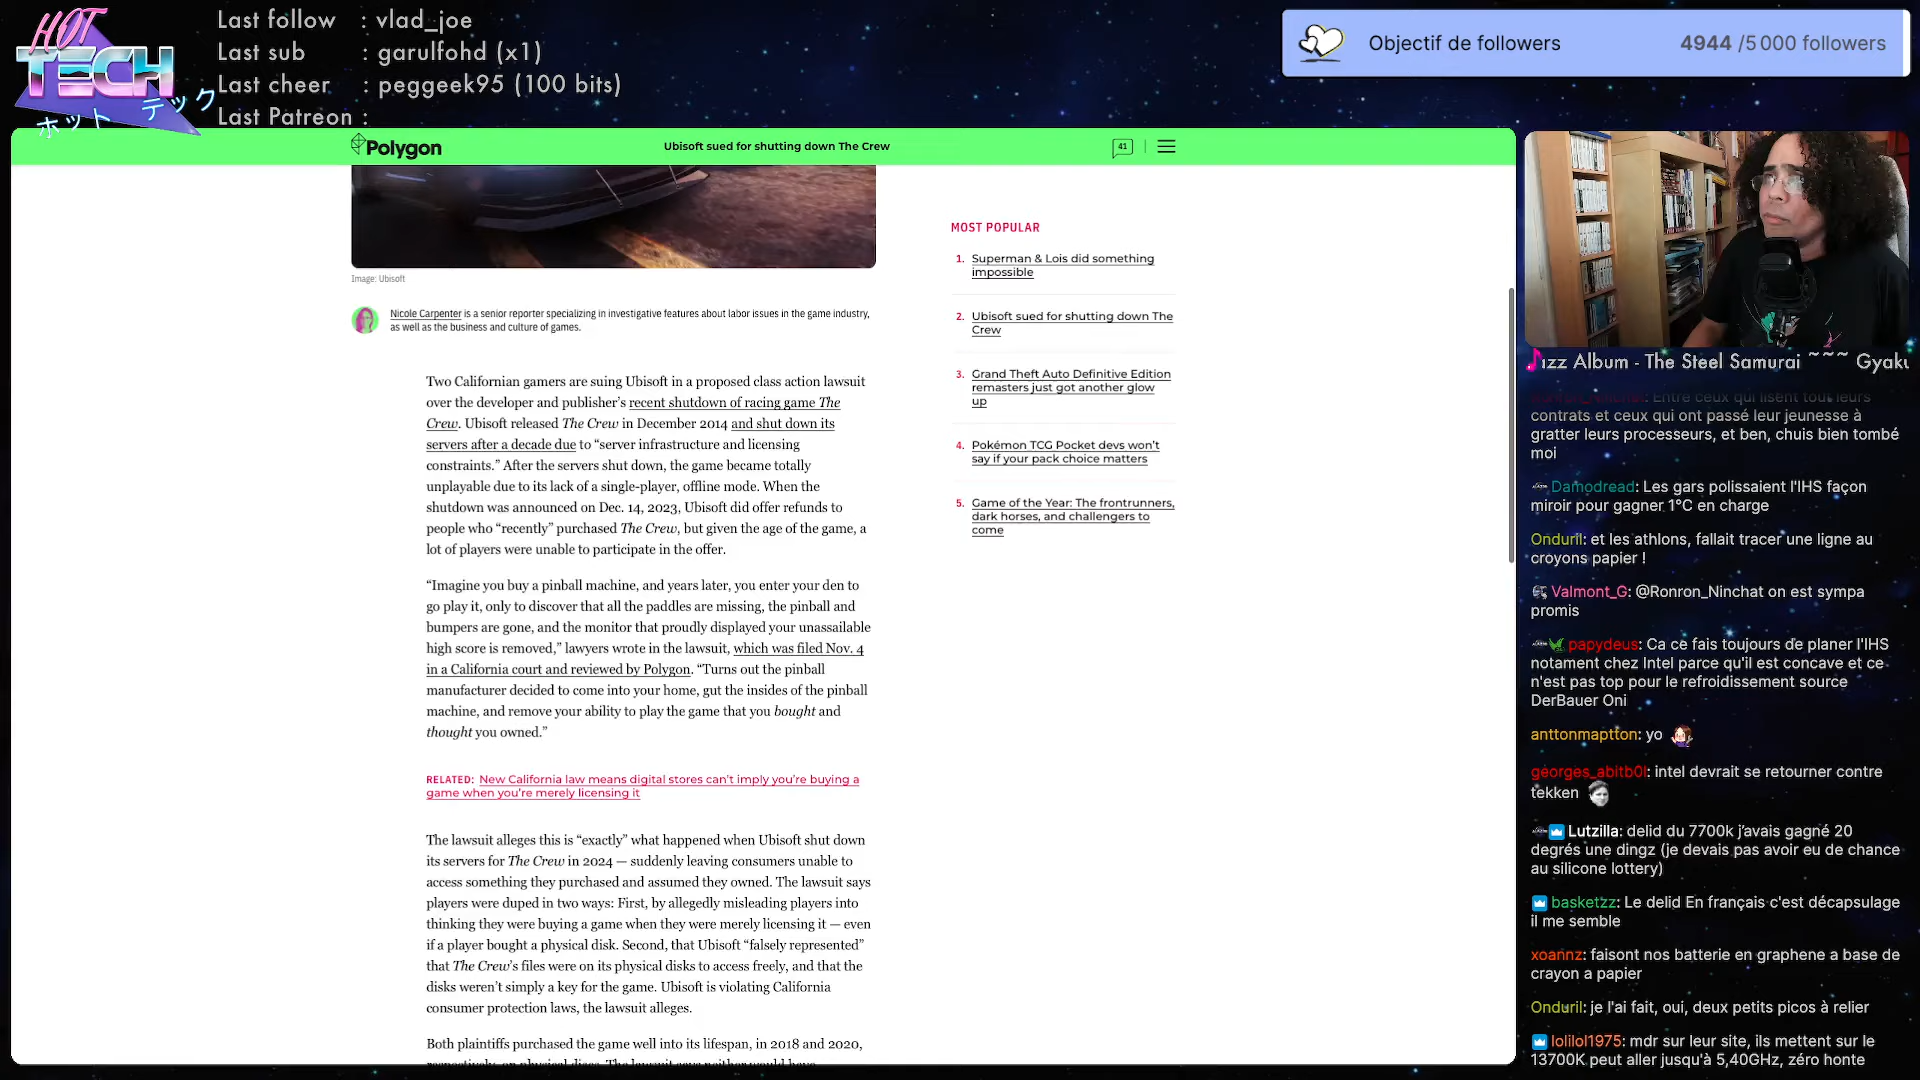 HOT
TECH
ホット テック
Last follow : vlad_joe
Last sub : garulfohd (x1)
Last cheer : peggeek95 (100 bits)
Last Patreon :
Objectif de followers 4944 /5 000 followers
Polygon
Ubisoft sued for shutting down The Crew
41
Image: Ubisoft
Nicole Carpenter is a senior reporter specializing in investigative features about labor issues in the game industry,
as well as the business and culture of games.
Two Californian gamers are suing Ubisoft in a proposed class action lawsuit
over the developer and publisher’s recent shutdown of racing game The
Crew. Ubisoft released The Crew in December 2014 and shut down its
servers after a decade due to “server infrastructure and licensing
constraints.” After the servers shut down, the game became totally
unplayable due to its lack of a single-player, offline mode. When the
shutdown was announced on Dec. 14, 2023, Ubisoft did offer refunds to
people who “recently” purchased The Crew, but given the age of the game, a
lot of players were unable to participate in the offer.
“Imagine you buy a pinball machine, and years later, you enter your den to
go play it, only to discover that all the paddles are missing, the pinball and
bumpers are gone, and the monitor that proudly displayed your unassailable
high score is removed,” lawyers wrote in the lawsuit, which was filed Nov. 4
in a California court and reviewed by Polygon. “Turns out the pinball
manufacturer decided to come into your home, gut the insides of the pinball
machine, and remove your ability to play the game that you bought and
thought you owned.”
RELATED: New California law means digital stores can’t imply you’re buying a
game when you’re merely licensing it
The lawsuit alleges this is “exactly” what happened when Ubisoft shut down
its servers for The Crew in 2024 — suddenly leaving consumers unable to
access something they purchased and assumed they owned. The lawsuit says
players were duped in two ways: First, by allegedly misleading players into
thinking they were buying a game when they were merely licensing it — even
if a player bought a physical disk. Second, that Ubisoft “falsely represented”
that The Crew’s files were on its physical disks to access freely, and that the
disks weren’t simply a key for the game. Ubisoft is violating California
consumer protection laws, the lawsuit alleges.
Both plaintiffs purchased the game well into its lifespan, in 2018 and 2020,
respectively, on physical discs. The lawsuit says neither would have
MOST POPULAR
1. Superman & Lois did something
impossible
2. Ubisoft sued for shutting down The
Crew
3. Grand Theft Auto Definitive Edition
remasters just got another glow
up
4. Pokémon TCG Pocket devs won’t
say if your pack choice matters
5. Game of the Year: The frontrunners,
dark horses, and challengers to
come
azz Album - The Steel Samurai ~~~ Gyaku
Ronron_Ninchat: Entre ceux qui lisent tout leurs
contrats et ceux qui ont passé leur jeunesse à
gratter leurs processeurs, et ben, chuis bien tombé
moi
Damodread: Les gars polissaient l'IHS façon
miroir pour gagner 1°C en charge
Onduril: et les athlons, fallait tracer une ligne au
croyons papier !
Valmont_G: @Ronron_Ninchat on est sympa
promis
papydeus: Ca ce fais toujours de planer l'IHS
notament chez Intel parce qu'il est concave et ce
n'est pas top pour le refroidissement source
DerBauer Oni
anttonmaptton: yo
georges_abitb0l: intel devrait se retourner contre
tekken
Lutzilla: delid du 7700k j’avais gagné 20
degrés une dingz (je devais pas avoir eu de chance
au silicone lottery)
basketzz: Le delid En français c'est décapsulage
il me semble
xoannz: faisont nos batterie en graphene a base de
crayon a papier
Onduril: je l'ai fait, oui, deux petits picos à relier
lolilol1975: mdr sur leur site, ils mettent sur le
13700K peut aller jusqu'à 5,40GHz, zéro honte